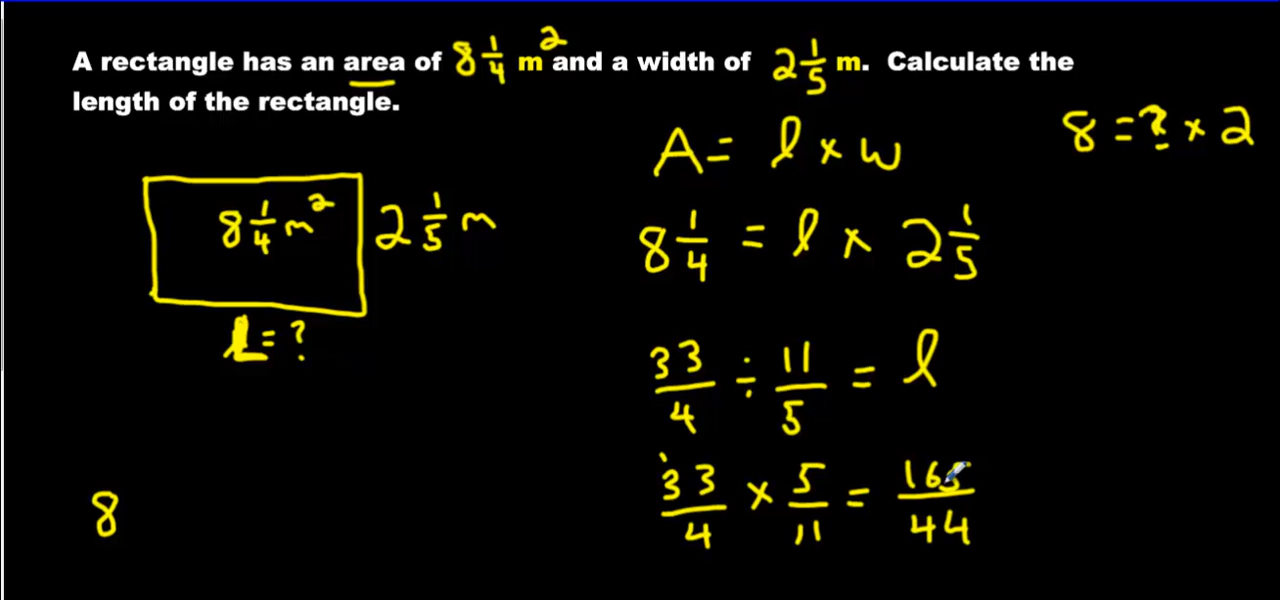 A rectangle has an area of 8 1/4 m² and a width of 2 1/5 m. Calculate the
length of the rectangle.
8 = ? × 2
A = l × w
8 1/4 m² 2 1/5 m
8 1/4 = l × 2 1/5
l = ?
33/4 ÷ 11/5 = l
33/4 × 5/11 = 165/44
8